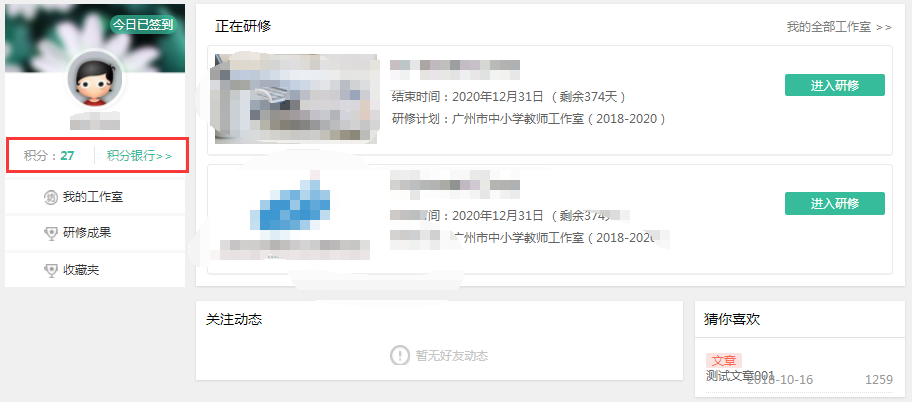 今日已签到
积分：27
积分银行>>
我的工作室
研修成果
收藏夹
正在研修
我的全部工作室 >>
结束时间：2020年12月31日 （剩余374天）
研修计划：广州市中小学教师工作室（2018-2020）
进入研修
时间：2020年12月31日 （剩余374
广州市中小学教师工作室（2018-2020
进入研修
关注动态
暂无好友动态
猜你喜欢
文章
测试文章001
2018-10-16
1259